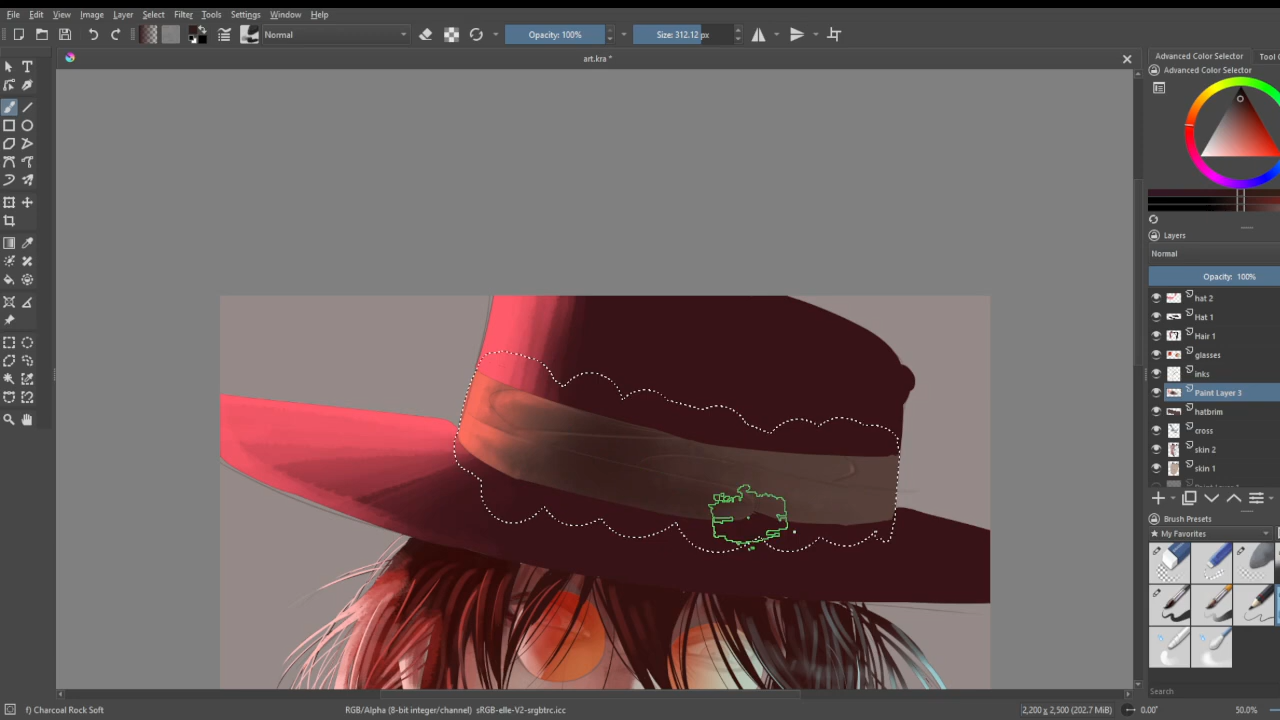 File Edit View Image Layer Select Filter Tools Settings Window Help
Normal Opacity: 100% Size: 312.12 px
art.kra *
Advanced Color Selector Tool
Advanced Color Selector
Layers
Normal
Opacity: 100%
hat 2
Hat 1
Hair 1
glasses
inks
Paint Layer 3
hatbrim
cross
skin 2
skin 1
Brush Presets
My Favorites
Search
f) Charcoal Rock Soft RGB/Alpha (8-bit integer/channel) sRGB-elle-V2-srgbtrc.icc 2,200 x 2,500 (202.7 MiB) 0.00° 50.0%